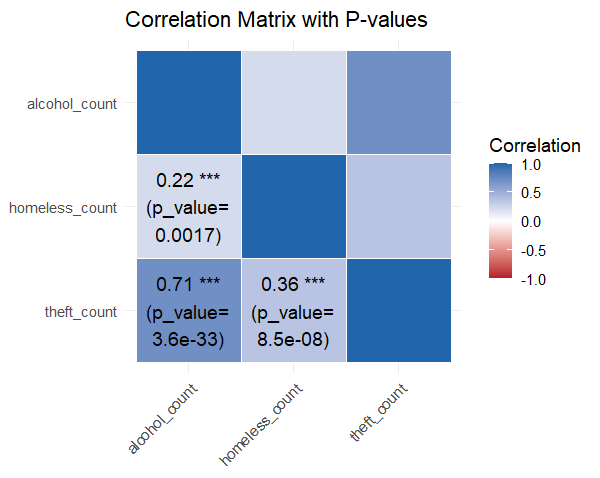 Correlation Matrix with P-values
alcohol_count
homeless_count
theft_count
0.22 ***
(p_value=
0.0017)
0.71 ***
(p_value=
3.6e-33)
0.36 ***
(p_value=
8.5e-08)
alcohol_count
homeless_count
theft_count
Correlation
1.0
0.5
0.0
-0.5
-1.0